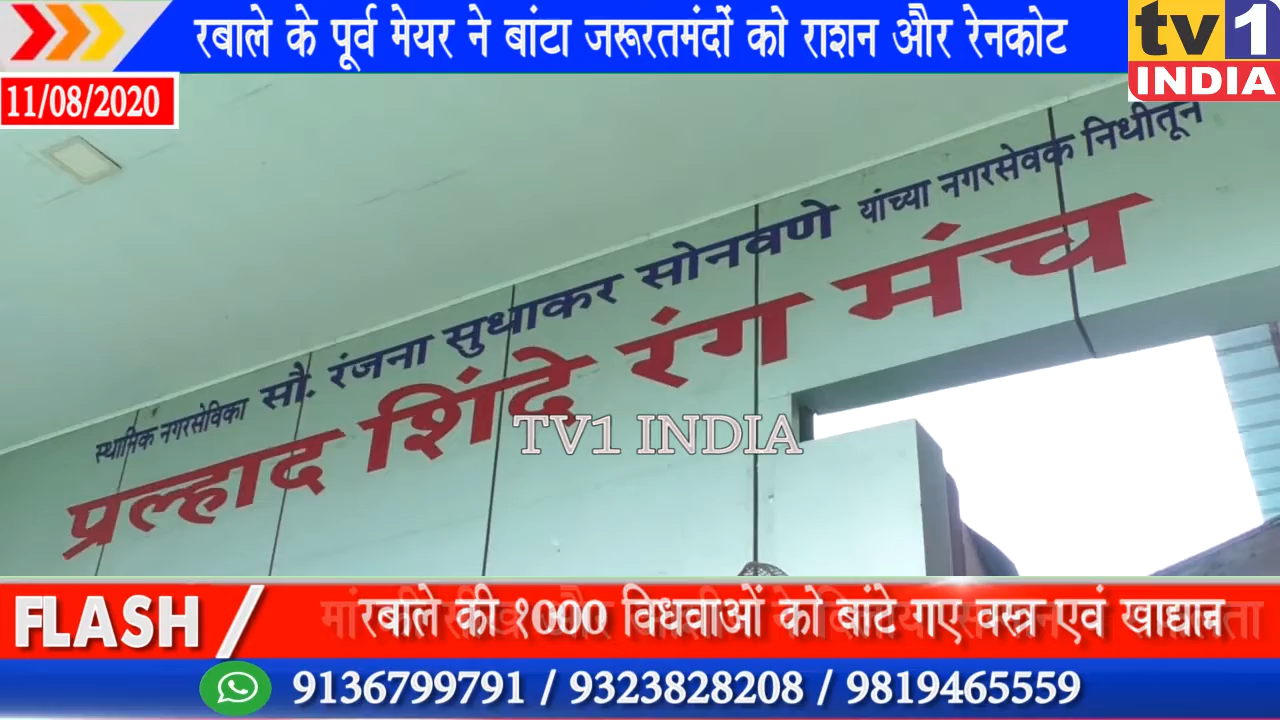 रबाले के पूर्व मेयर ने बांटा जरूरतमंदों को राशन और रेनकोट
tv1
INDIA
11/08/2020
स्थानिक नगरसेविका सौ. रंजना सुधाकर सोनवणे यांच्या नगरसेवक निधीतून
प्रल्हाद शिंदे रंग मंच
TV1 INDIA
FLASH / रबाले की १००० विधवाओं को बांटे गए वस्त्र एवं खाद्यान्न
9136799791 / 9323828208 / 9819465559